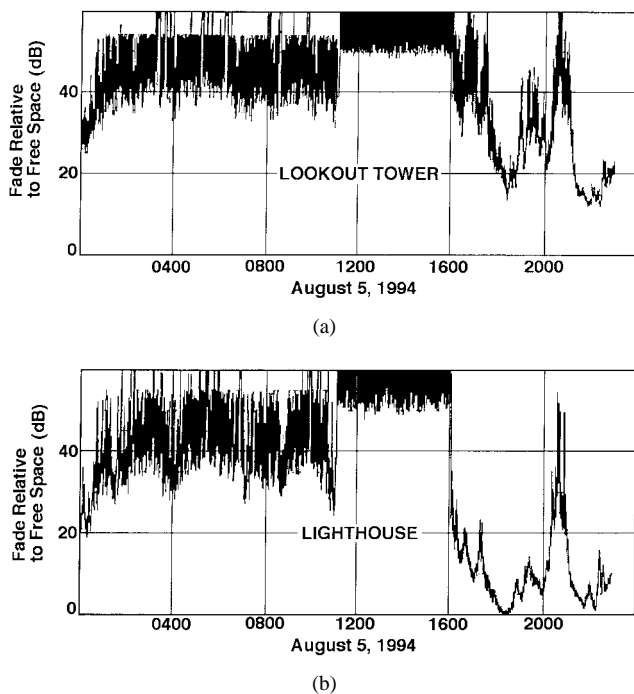 Fade Relative
to Free Space (dB)
40
20
0
LOOKOUT TOWER
0400 0800 1200 1600 2000
August 5, 1994
(a)
Fade Relative
to Free Space (dB)
40
20
0
LIGHTHOUSE
0400 0800 1200 1600 2000
August 5, 1994
(b)